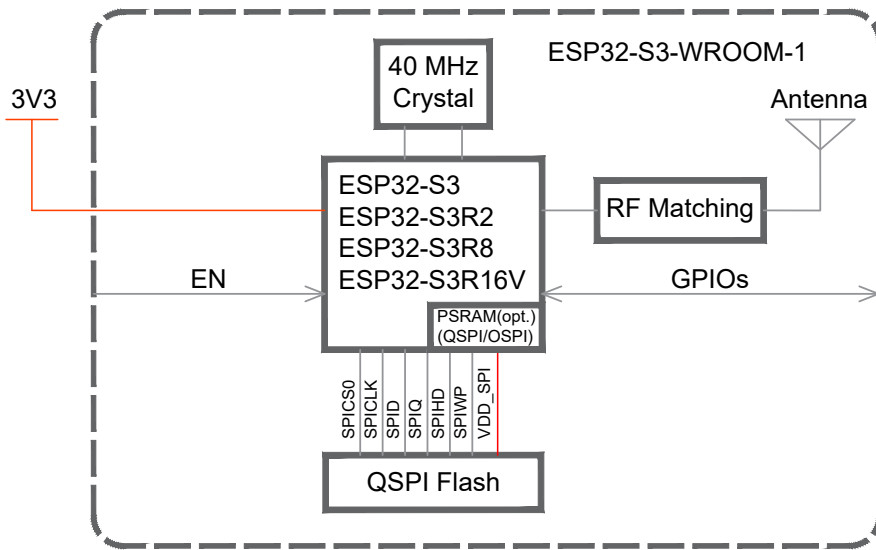 ESP32-S3-WROOM-1
40 MHz
Crystal
3V3
Antenna
ESP32-S3
ESP32-S3R2
ESP32-S3R8
ESP32-S3R16V
RF Matching
EN
GPIOs
PSRAM(opt.)
(QSPI/OSPI)
SPICS0
SPICLK
SPID
SPIQ
SPIHD
SPIWP
VDD_SPI
QSPI Flash